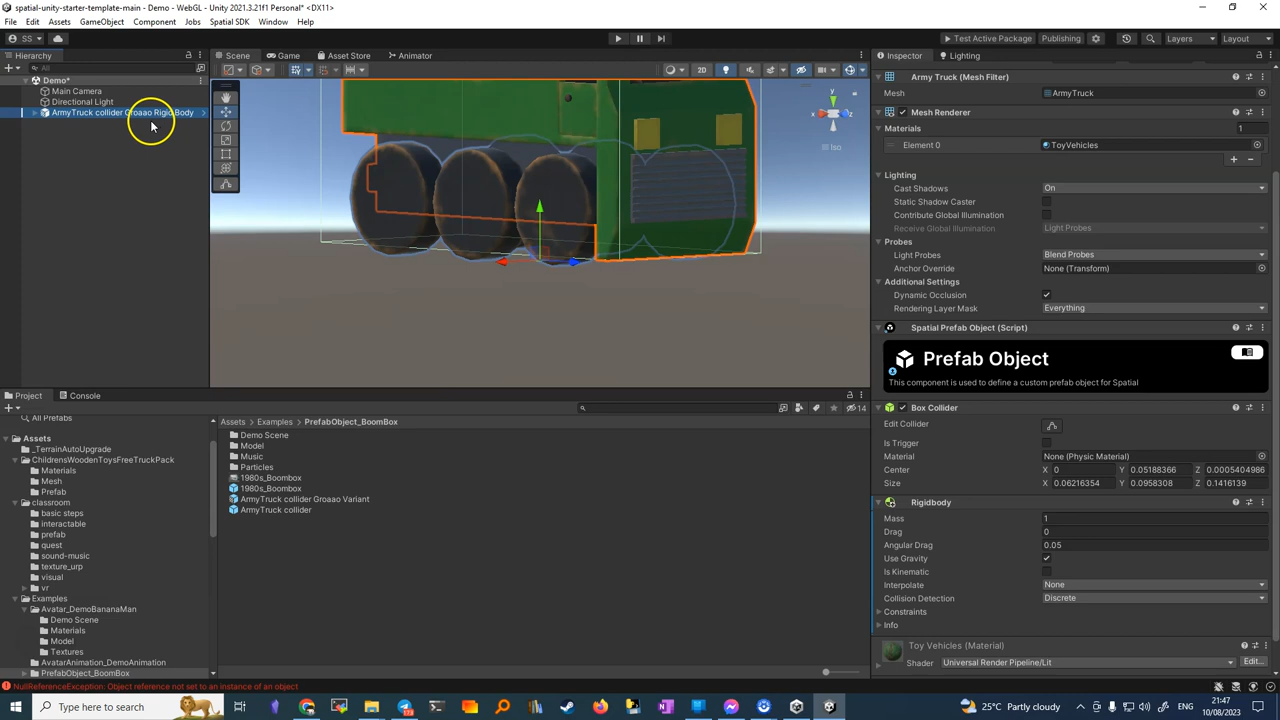 spatial-unity-starter-template-main - Demo - WebGL - Unity 2021.3.21f1 Personal* <DX11>
File Edit Assets GameObject Component Jobs Spatial SDK Window Help
SS
Test Active Package Publishing Layers Layout
Hierarchy
All
Demo*
Main Camera
Directional Light
ArmyTruck collider Groaao Rigid Body
Scene Game Asset Store Animator
2D
y
x
z
Iso
Inspector Lighting
Army Truck (Mesh Filter)
Mesh ArmyTruck
Mesh Renderer
Materials 1
Element 0 ToyVehicles
Lighting
Cast Shadows On
Static Shadow Caster
Contribute Global Illumination
Receive Global Illumination Light Probes
Probes
Light Probes Blend Probes
Anchor Override None (Transform)
Additional Settings
Dynamic Occlusion
Rendering Layer Mask Everything
Spatial Prefab Object (Script)
Prefab Object
This component is used to define a custom prefab object for Spatial
Box Collider
Edit Collider
Is Trigger
Material None (Physic Material)
Center X 0 Y 0.05188366 Z 0.0005404986
Size X 0.06216354 Y 0.0958308 Z 0.1416139
Rigidbody
Mass 1
Drag 0
Angular Drag 0.05
Use Gravity
Is Kinematic
Interpolate None
Collision Detection Discrete
Constraints
Info
Toy Vehicles (Material)
Shader Universal Render Pipeline/Lit Edit...
Project Console
14
All Prefabs
Assets
_TerrainAutoUpgrade
ChildrensWoodenToysFreeTruckPack
Materials
Mesh
Prefab
classroom
basic steps
interactable
prefab
quest
sound-music
texture_urp
visual
vr
Examples
Avatar_DemoBananaMan
Demo Scene
Materials
Model
Textures
AvatarAnimation_DemoAnimation
PrefabObject_BoomBox
Assets > Examples > PrefabObject_BoomBox
Demo Scene
Model
Music
Particles
1980s_Boombox
1980s_Boombox
ArmyTruck collider Groaao Variant
ArmyTruck collider
NullReferenceException: Object reference not set to an instance of an object
Type here to search
25°C Partly cloudy
21:47
10/08/2023